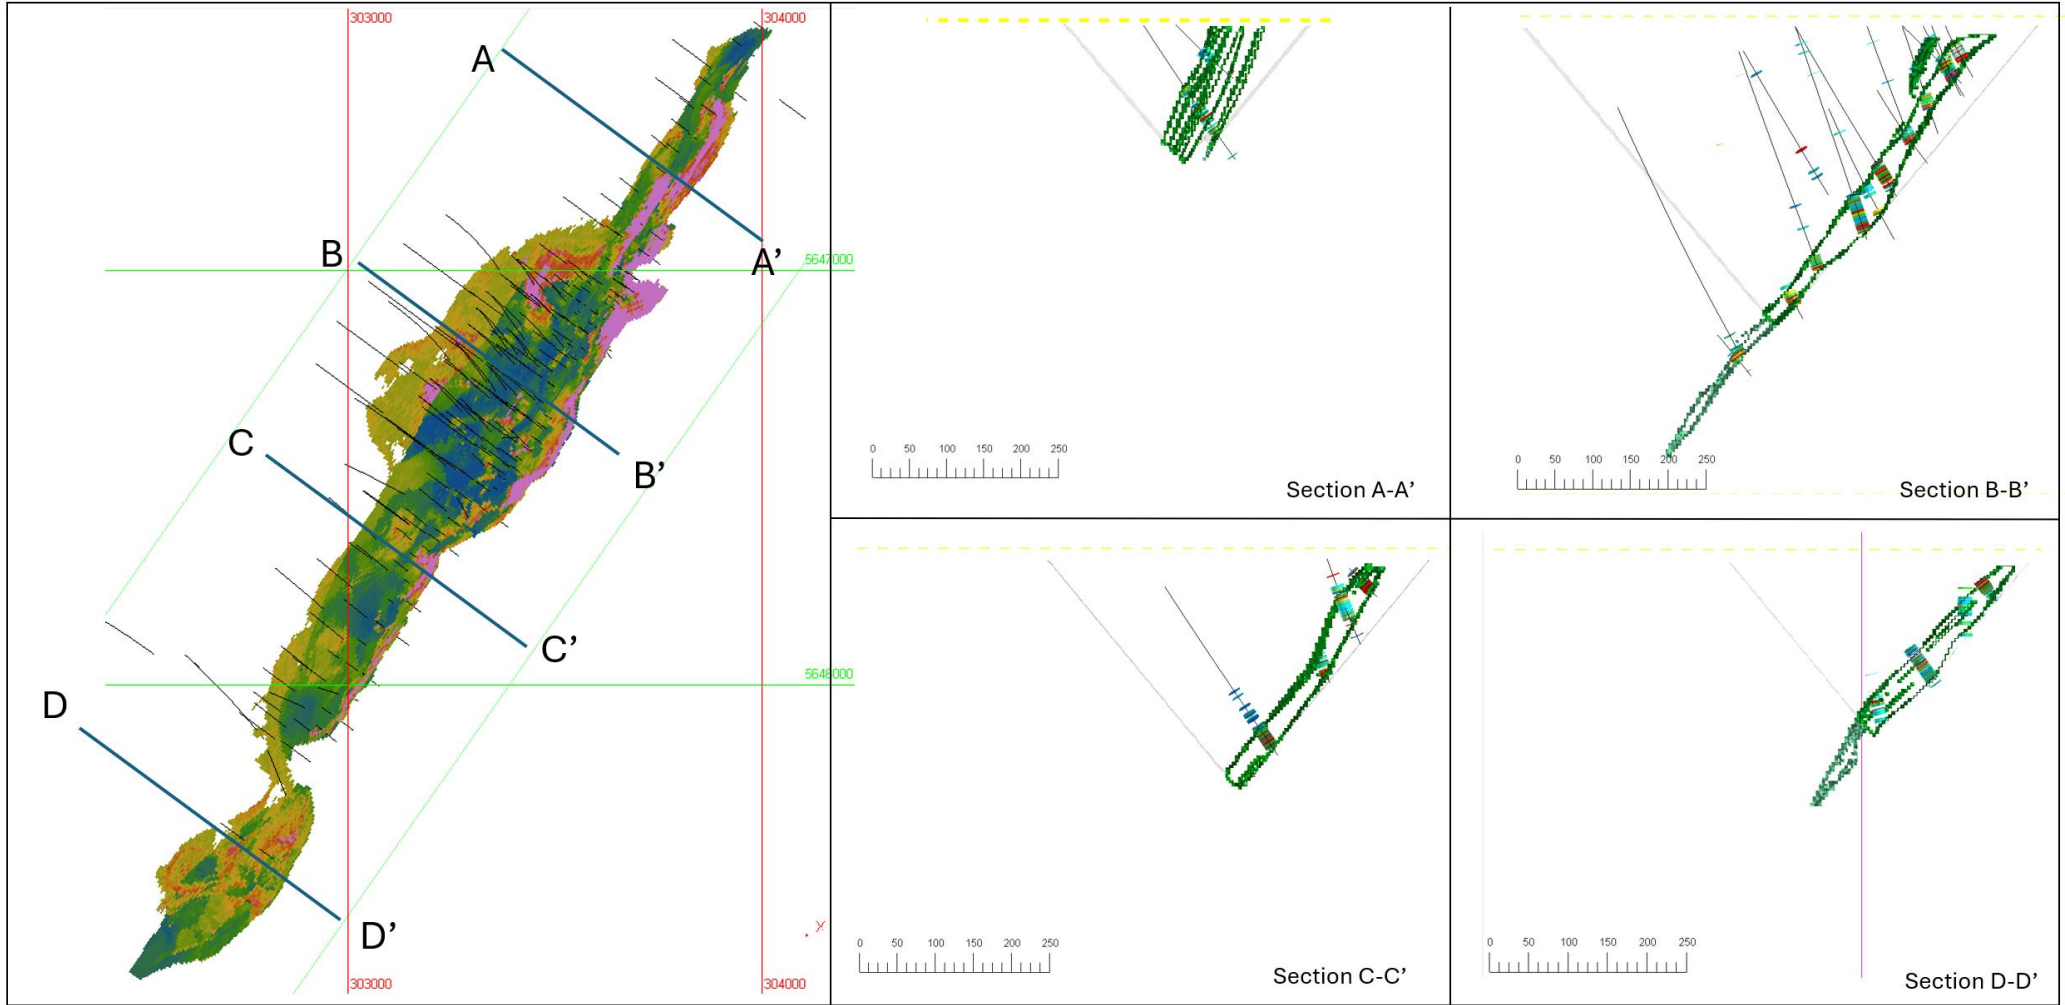 303000
304000
A
A’
B
5647000
B’
C
C’
5646000
D
D’
X
303000
304000
0 50 100 150 200 250
Section A-A’
0 50 100 150 200 250
Section B-B’
0 50 100 150 200 250
Section C-C’
0 50 100 150 200 250
Section D-D’